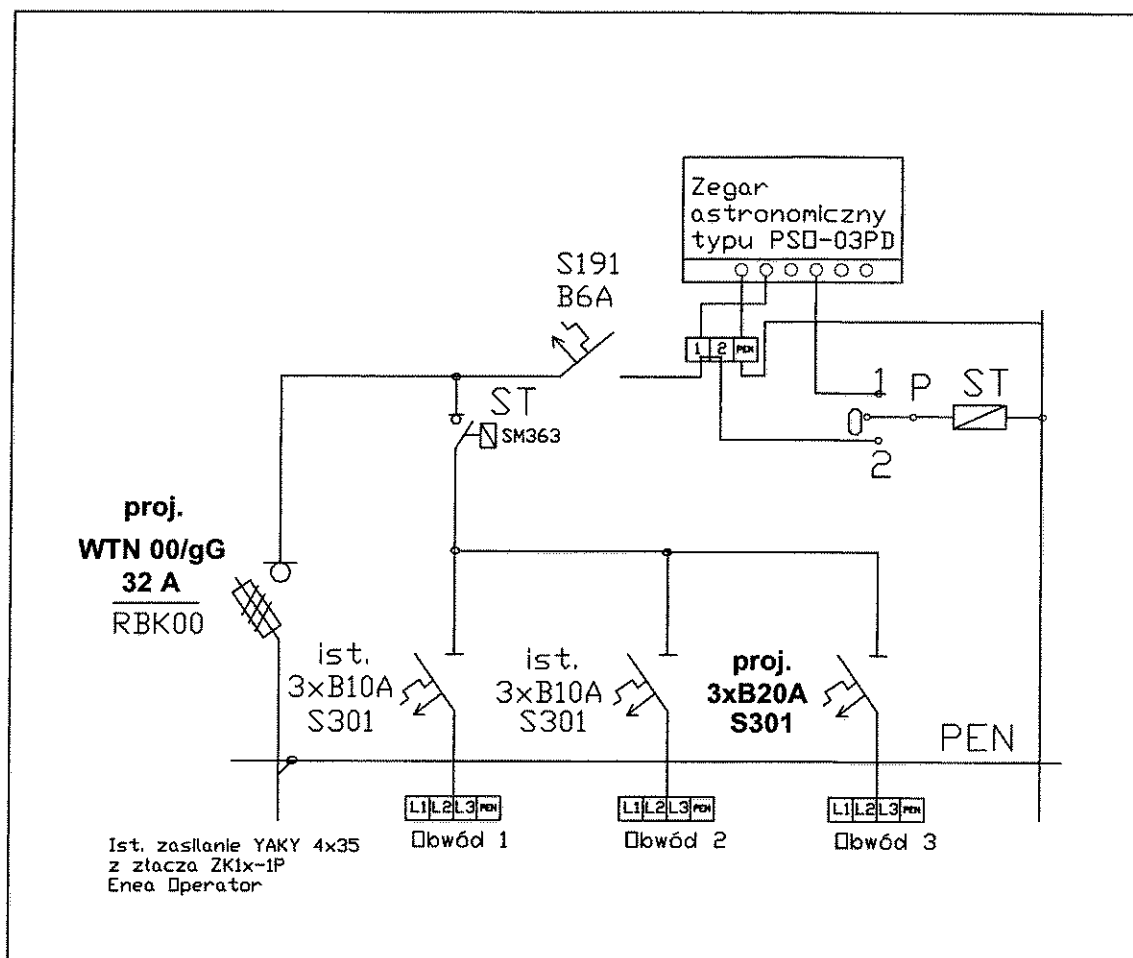 Zegar
astronomiczny
typu PSO-03PD
S191
B6A
1 2 PEN
1 P ST
2
ST
SM363
proj.
WTN 00/gG
32 A
RBK00
ist.
3xB10A
S301
ist.
3xB10A
S301
proj.
3xB20A
S301
PEN
L1 L2 L3 PEN
Obwód 1
L1 L2 L3 PEN
Obwód 2
L1 L2 L3 PEN
Obwód 3
Ist. zasilanie YAKY 4x35
z złacza ZK1x-1P
Enea Operator